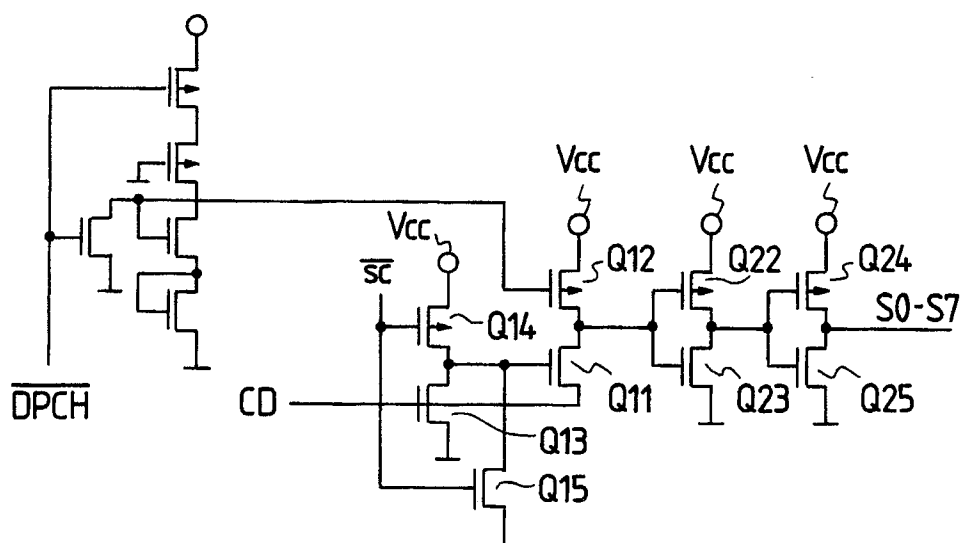 Vcc
Vcc
Vcc
Vcc
SC
Q12
Q22
Q24
S0-S7
Q14
DPCH
CD
Q11
Q23
Q25
Q13
Q15